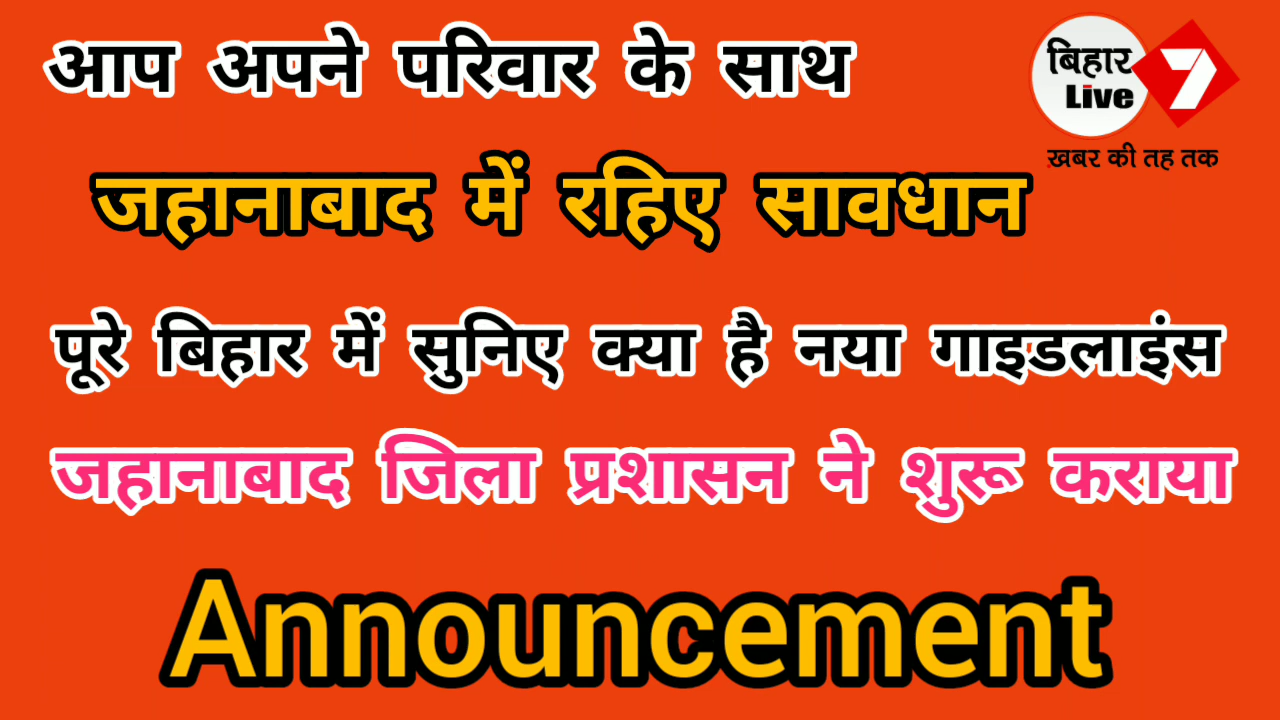 आप अपने परिवार के साथ
बिहार
Live
7
खबर की तह तक
जहानाबाद में रहिए सावधान
पूरे बिहार में सुनिए क्या है नया गाइडलाइंस
जहानाबाद जिला प्रशासन ने शुरू कराया
Announcement